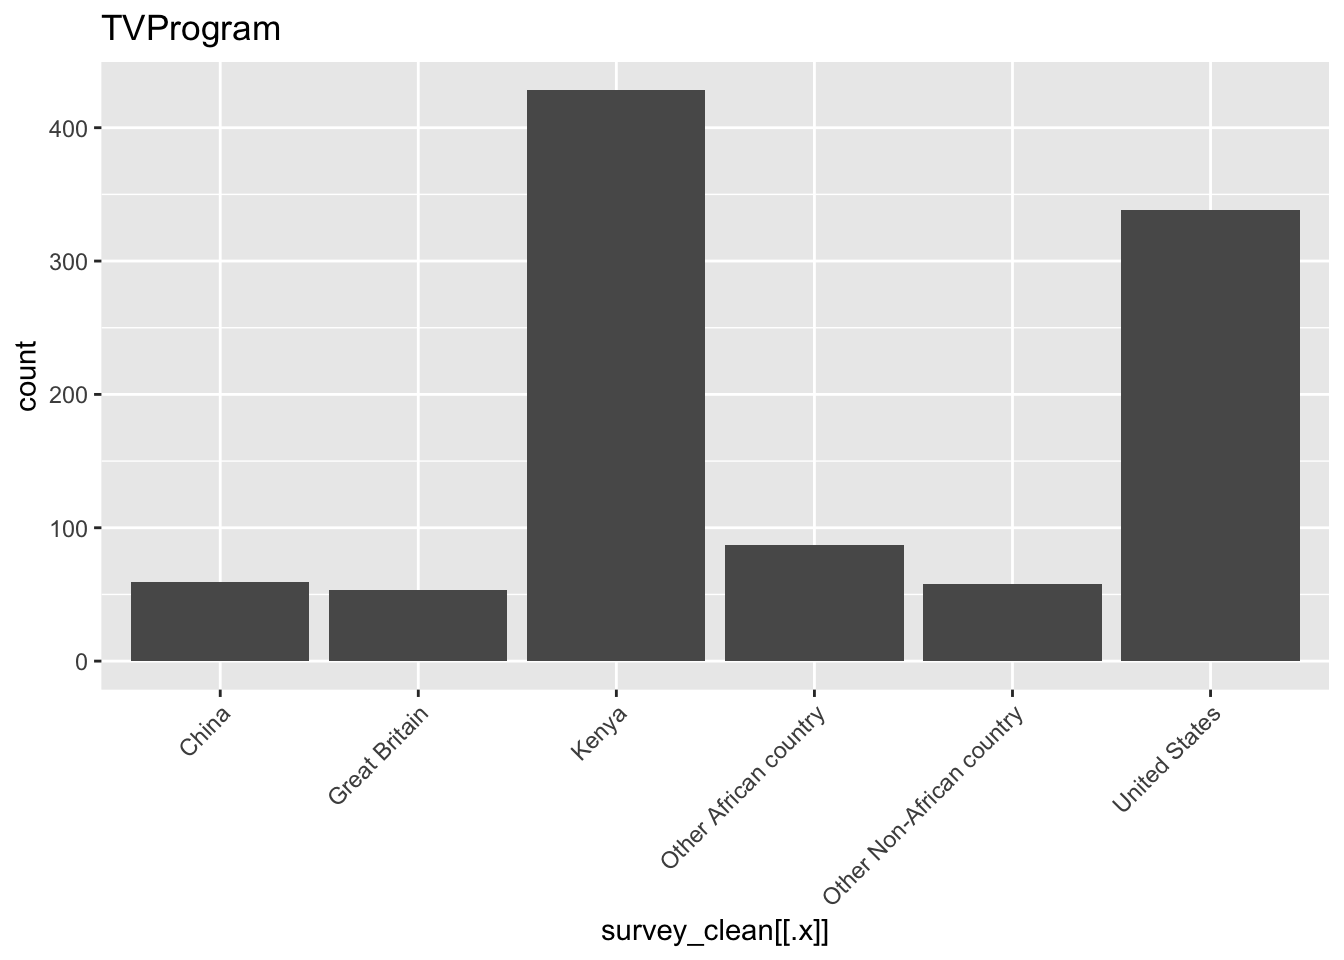 TVProgram
count
400
300
200
100
0
China
Great Britain
Kenya
Other African country
Other Non-African country
United States
survey_clean[[.x]]